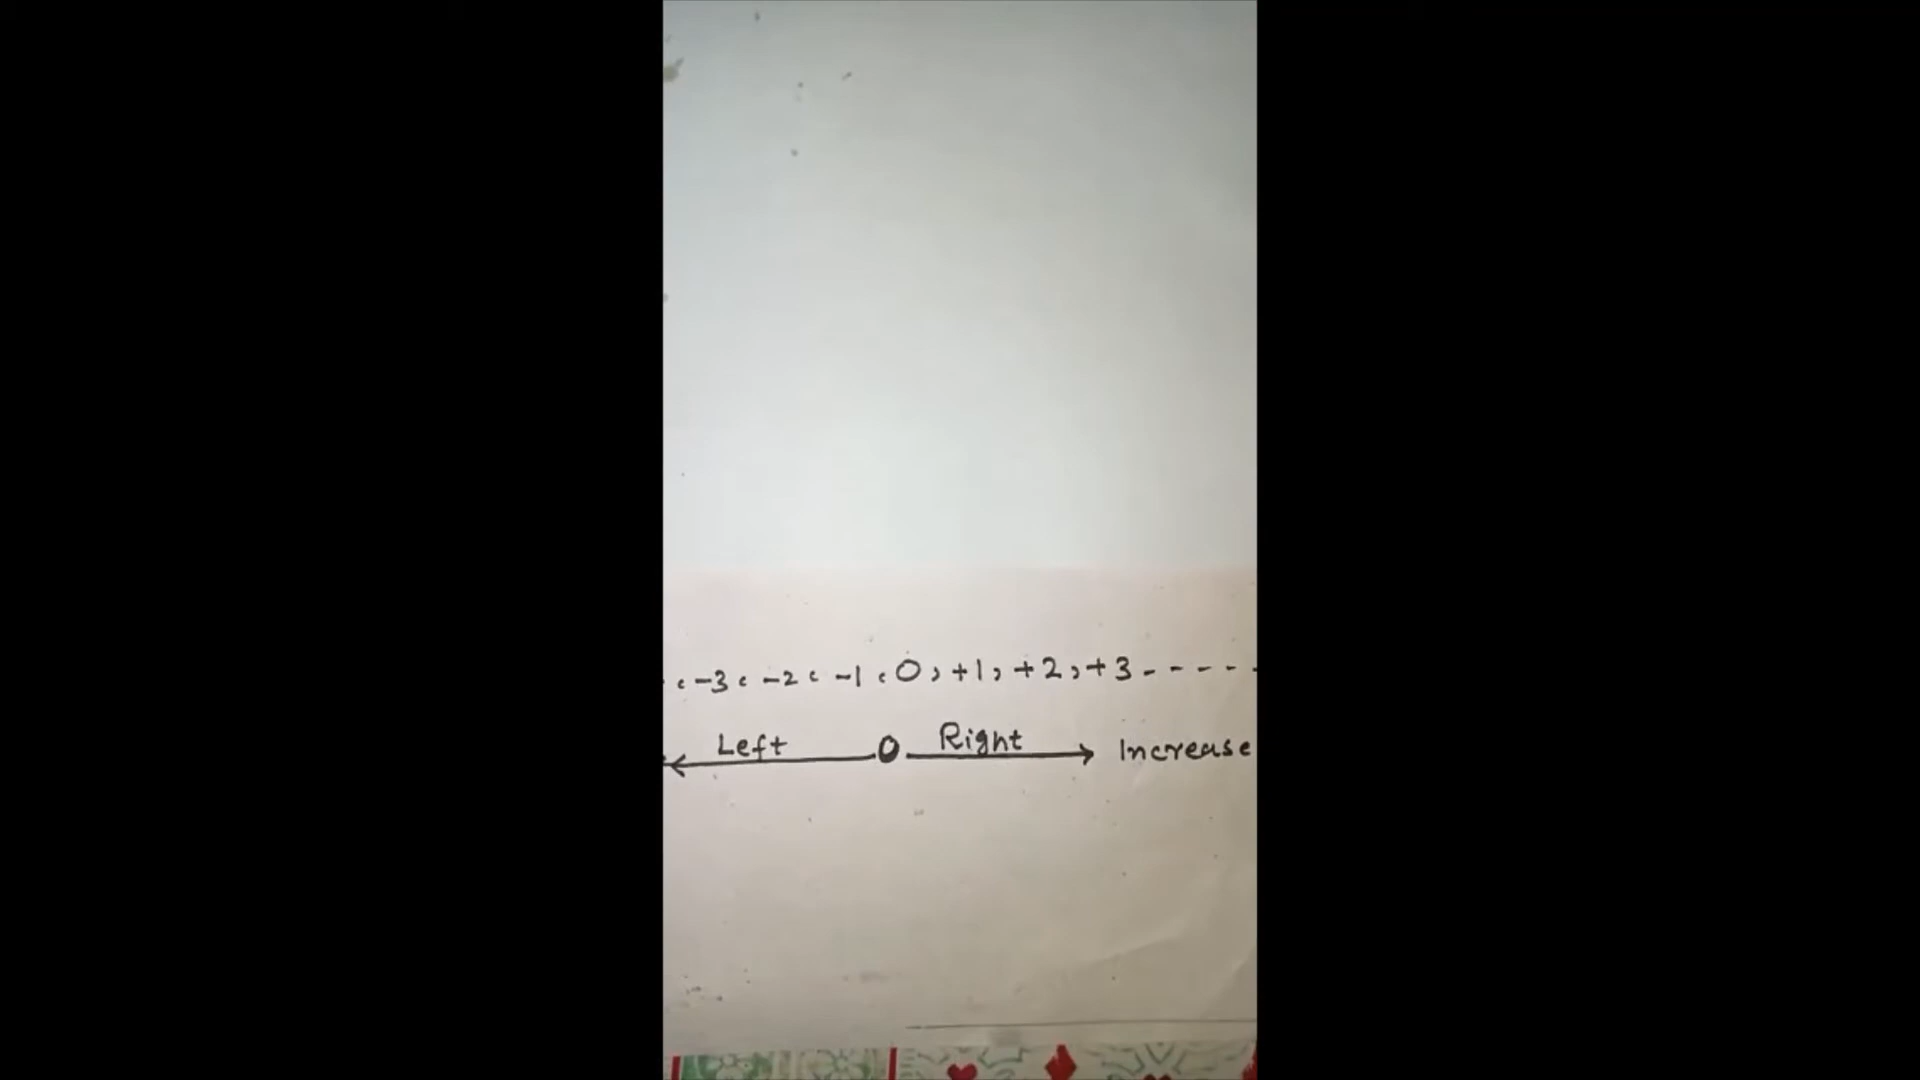 ‹ -3 ‹ -2 ‹ -1 ‹ 0, +1, +2, +3 - - - - -
Left 0 Right Increase